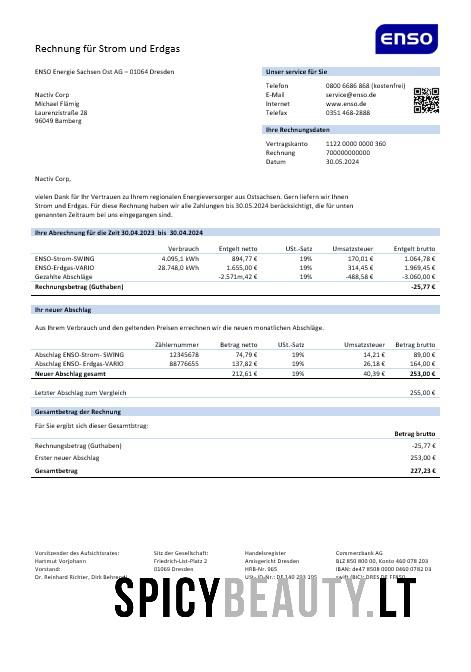 enso
Rechnung für Strom und Erdgas
ENSO Energie Sachsen Ost AG – 01064 Dresden
Unser service für Sie
Nactiv Corp
Michael Flämig
Laurenzistraße 28
96049 Bamberg
Telefon 0800 6686 868 (kostenfrei)
E-Mail service@enso.de
Internet www.enso.de
Telefax 0351 468-2888
Ihre Rechnungsdaten
Vertragskanto 1122 0000 0000 360
Rechnung 700000000000
Datum 30.05.2024
Nactiv Corp,
vielen Dank für Ihr Vertrauen zu Ihrem regionalen Energieversorger aus Ostsachsen. Gern liefern wir Ihnen
Strom und Erdgas. Für diese Rechnung haben wir alle Zahlungen bis 30.05.2024 berücksichtigt, die für unten
genannten Zeitraum bei uns eingegangen sind.
Ihre Abrechnung für die Zeit 30.04.2023 bis 30.04.2024
Verbrauch Entgelt netto USt.-Satz Umsatzsteuer Entgelt brutto
ENSO-Strom-SWING 4.095,1 kWh 894,77 € 19% 170,01 € 1.064,78 €
ENSO-Erdgas-VARIO 28.748,0 kWh 1.655,00 € 19% 314,45 € 1.969,45 €
Gezahlte Abschläge -2.571m,42 € 19% -488,58 € -3.060,00 €
Rechnungsbetrag (Guthaben) -25,77 €
Ihr neuer Abschlag
Aus Ihrem Verbrauch und den geltenden Preisen errechnen wir die neuen monatlichen Abschläge.
Zählernummer Betrag netto USt.-Satz Umsatzsteuer Betrag brutto
Abschlag ENSO-Strom- SWING 12345678 74,79 € 19% 14,21 € 89,00 €
Abschlag ENSO- Erdgas-VARIO 88776655 137,82 € 19% 26,18 € 164,00 €
Neuer Abschlag gesamt 212,61 € 19% 40,39 € 253,00 €
Letzter Abschlag zum Vergleich 255,00 €
Gesamtbetrag der Rechnung
Für Sie ergibt sich dieser Gesambtrag:
Betrag brutto
Rechnungsbetrag (Guthaben) -25,77 €
Erster neuer Abschlag 253,00 €
Gesamtbetrag 227,23 €
Vorsitzender des Aufsichtsrates: Sitz der Gesellschaft: Handelsregister Commerzbank AG
Hartmut Vorjohann Friedrich-List-Platz 2 Amtsgericht Dresden BLZ 850 800 00, Konto 460 078 203
Vorstand: 01069 Dresden HRB-Nr. 965 IBAN: de47 8508 0000 0460 0782 03
Dr. Reinhard Richter, Dirk
SPICYBEAUTY.LT